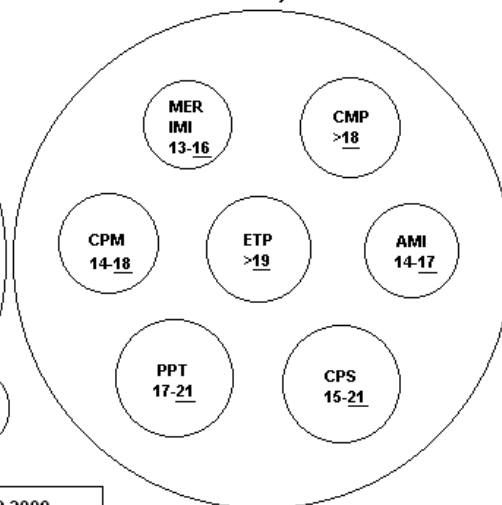 MER
IMI
13-16
CMP
>18
CPM
14-18
ETP
>19
AMI
14-17
PPT
17-21
CPS
15-21